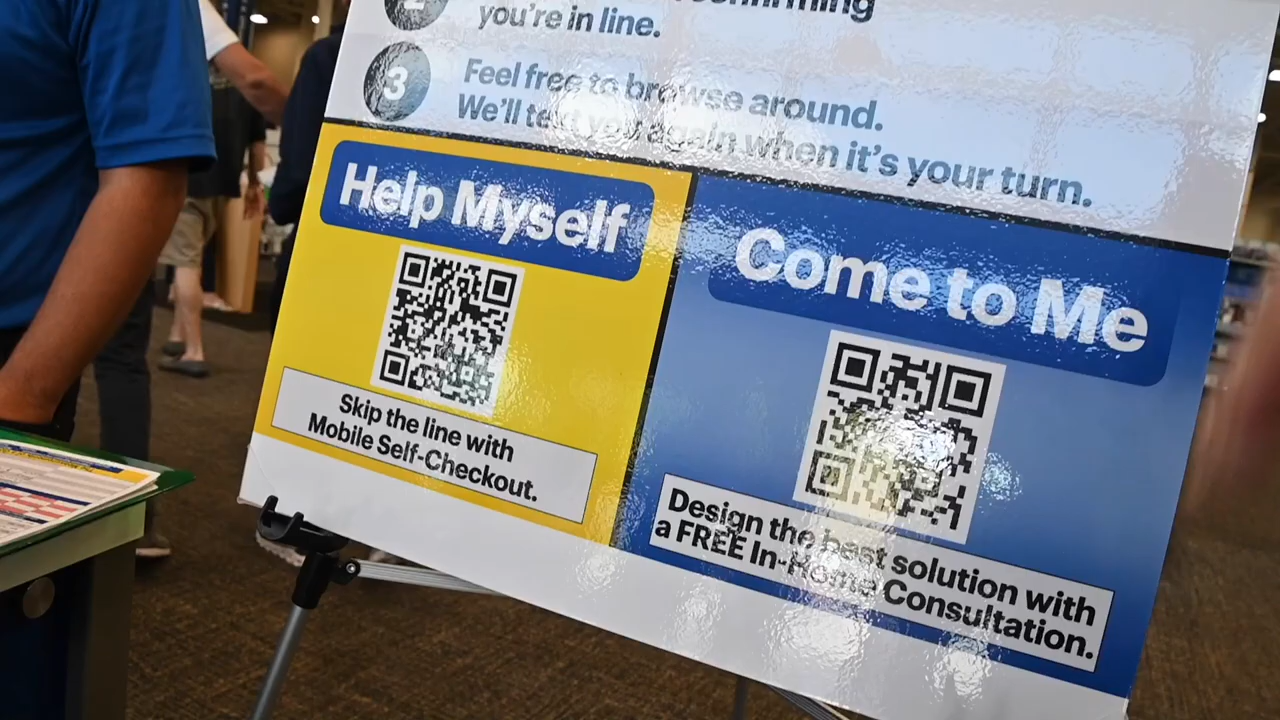 2
confirming
you're in line.
3
Feel free to browse around.
We'll text you again when it's your turn.
Help Myself
Skip the line with
Mobile Self-Checkout.
Come to Me
Design the best solution with
a FREE In-Home Consultation.